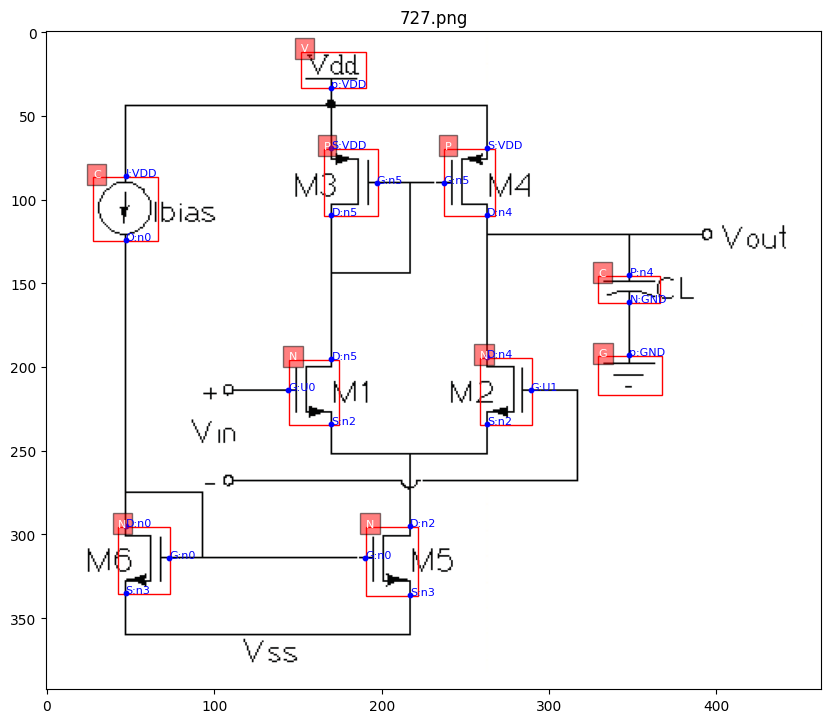 727.png
V
Vdd
p:VDD
0
50
100
150
200
250
300
350
0
100
200
300
400
P
S:VDD
P
S:VDD
C
I:VDD
M3
G:n5
G:n5
M4
Ibias
D:n5
D:n4
O:n0
Vout
C
P:n4
CL
N:GND
N
D:n5
D:n4
G
p:GND
+
G:U0
M1
M2
G:U1
Vin
S:n2
S:n2
-
N
D:n0
N
D:n2
M6
G:n0
G:n0
M5
S:n3
S:n3
Vss